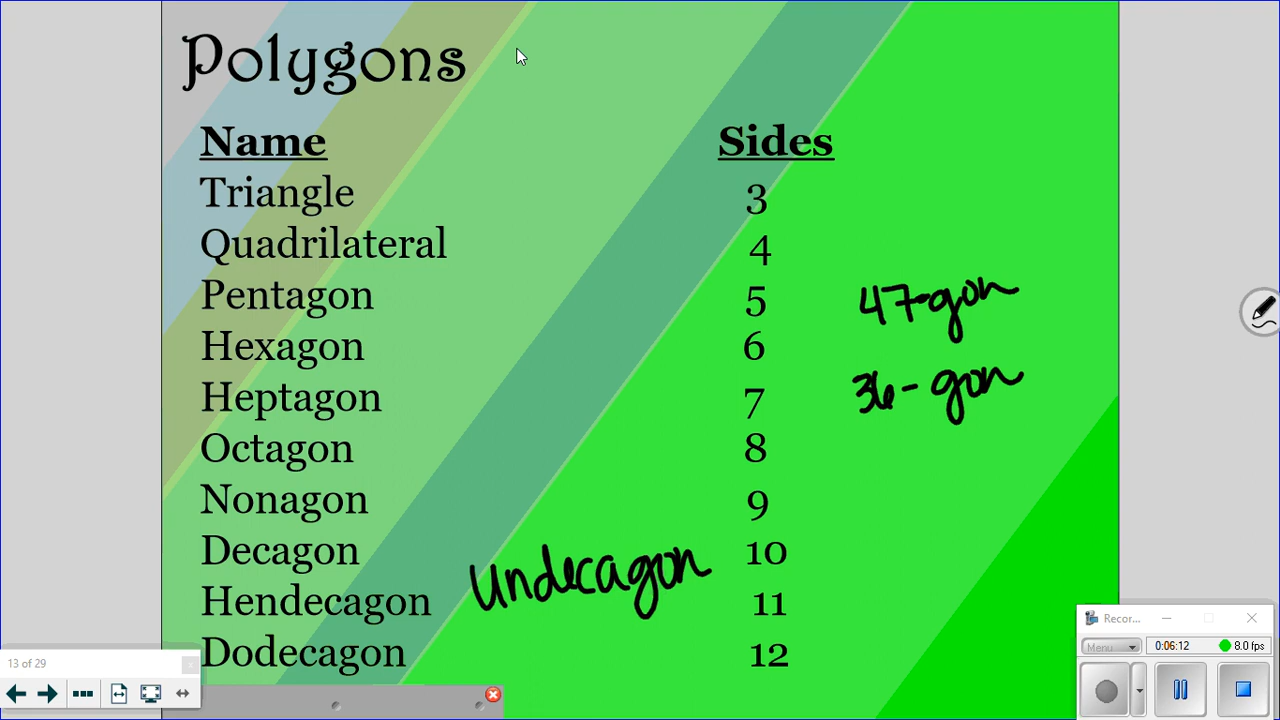 Polygons
Name Sides
Triangle 3
Quadrilateral 4
Pentagon 5 47-gon
Hexagon 6
Heptagon 7 36-gon
Octagon 8
Nonagon 9
Decagon 10
Undecagon
Hendecagon 11
Dodecagon 12
Recor...
Menu 0:06:12 8.0 fps
13 of 29